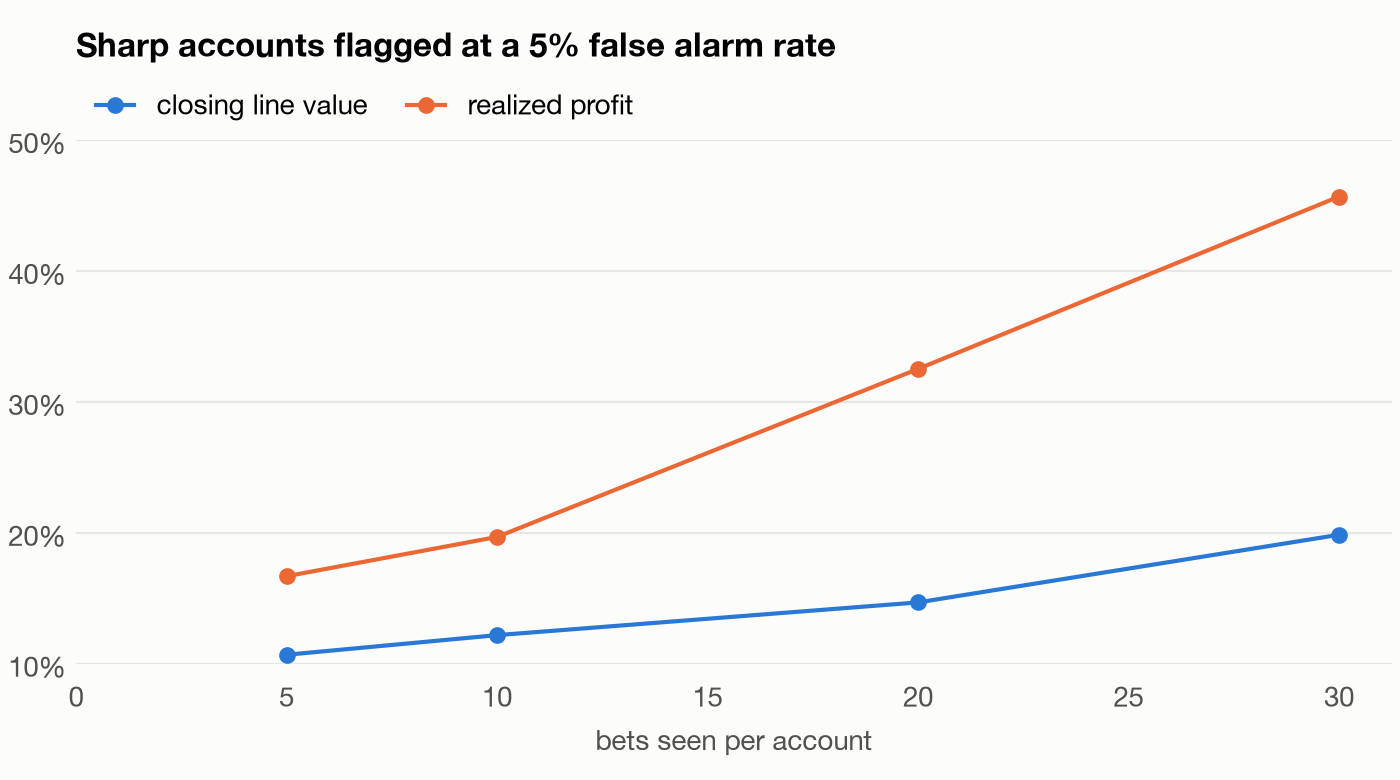 Sharp accounts flagged at a 5% false alarm rate
closing line value realized profit
50%
40%
30%
20%
10%
0 5 10 15 20 25 30
bets seen per account